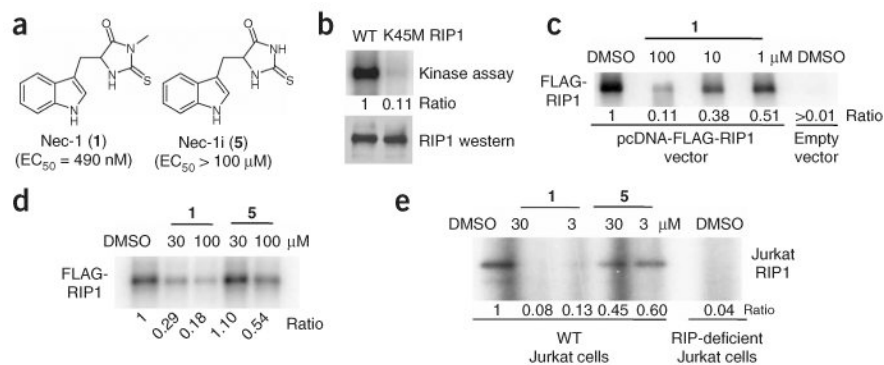 a
O
N
NH
S
N
H
Nec-1 (1)
(EC50 = 490 nM)
O
NH
NH
S
N
H
Nec-1i (5)
(EC50 > 100 μM)
b
WT K45M RIP1
Kinase assay
1 0.11 Ratio
RIP1 western
c
1
DMSO 100 10 1 μM DMSO
FLAG-
RIP1
1 0.11 0.38 0.51 >0.01 Ratio
pcDNA-FLAG-RIP1
vector
Empty
vector
d
1 5
DMSO 30 100 30 100 μM
FLAG-
RIP1
1 0.29 0.18 1.10 0.54 Ratio
e
1 5
DMSO 30 3 30 3 μM DMSO
Jurkat
RIP1
1 0.08 0.13 0.45 0.60 0.04 Ratio
WT
Jurkat cells
RIP-deficient
Jurkat cells